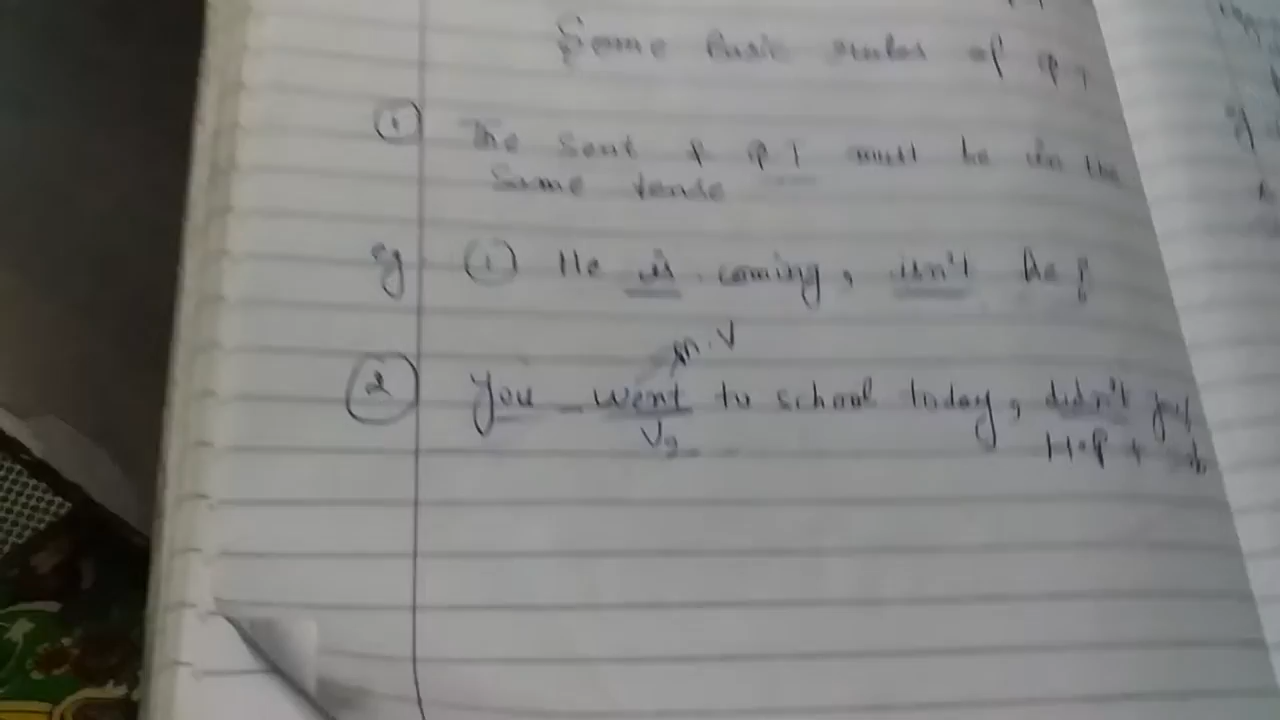 Some basic rules of Q T
① The sent & Q T must be in the
same tense
eg (i) He is coming, isn't he?
m.v
② You went to school today, didn't you
V2 H.V +